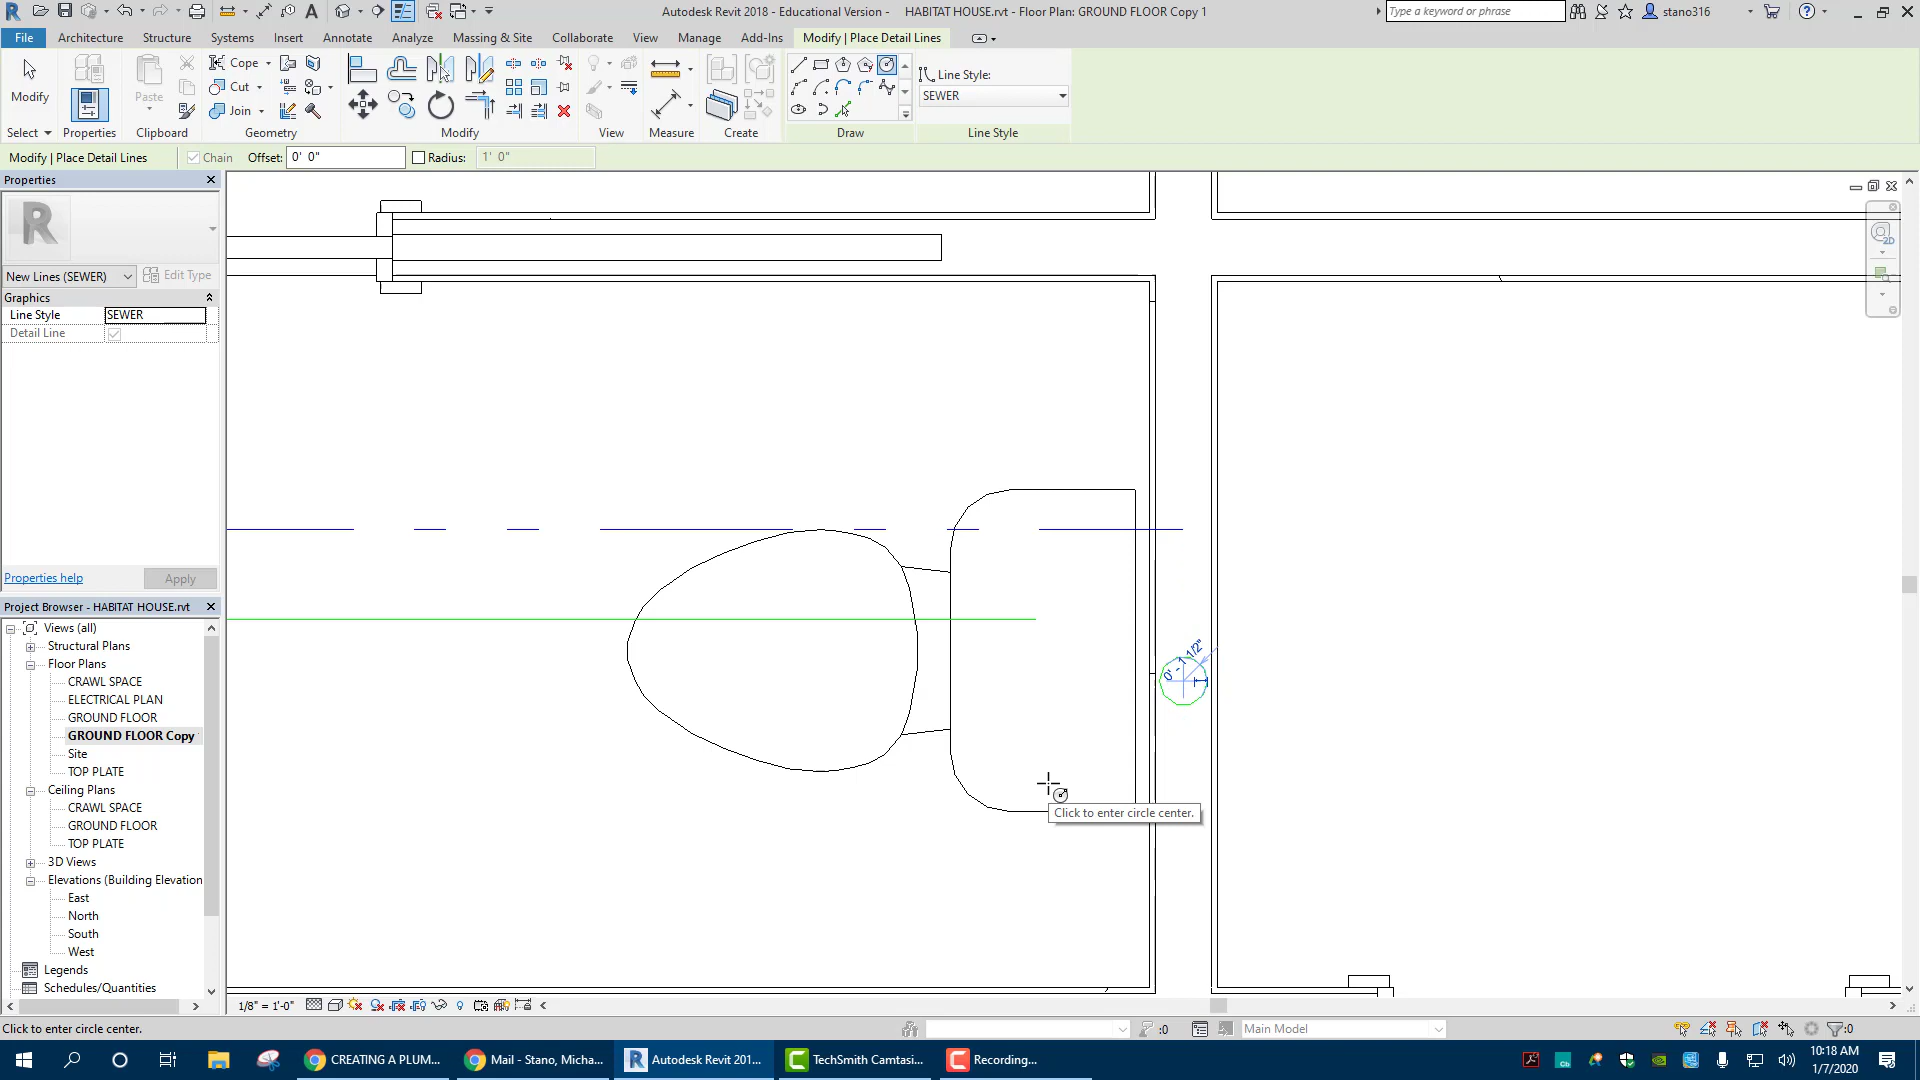 Autodesk Revit 2018 - Educational Version - HABITAT HOUSE.rvt - Floor Plan: GROUND FLOOR Copy 1
Type a keyword or phrase
stano316
File Architecture Structure Systems Insert Annotate Analyze Massing & Site Collaborate View Manage Add-Ins Modify | Place Detail Lines
Modify Paste Cope Cut Join
Line Style:
SEWER
Select Properties Clipboard Geometry Modify View Measure Create Draw Line Style
Modify | Place Detail Lines Chain Offset: 0' 0" Radius: 1' 0"
Properties
New Lines (SEWER) Edit Type
Graphics
Line Style SEWER
Detail Line
Properties help Apply
Project Browser - HABITAT HOUSE.rvt
Views (all)
Structural Plans
Floor Plans
CRAWL SPACE
ELECTRICAL PLAN
GROUND FLOOR
GROUND FLOOR Copy
Site
TOP PLATE
Ceiling Plans
CRAWL SPACE
GROUND FLOOR
TOP PLATE
3D Views
Elevations (Building Elevation
East
North
South
West
Legends
Schedules/Quantities
0' - 1 1/2"
Click to enter circle center.
1/8" = 1'-0"
Click to enter circle center.
:0 Main Model :0
CREATING A PLUM... Mail - Stano, Micha... Autodesk Revit 201... TechSmith Camtasi... Recording...
10:18 AM
1/7/2020